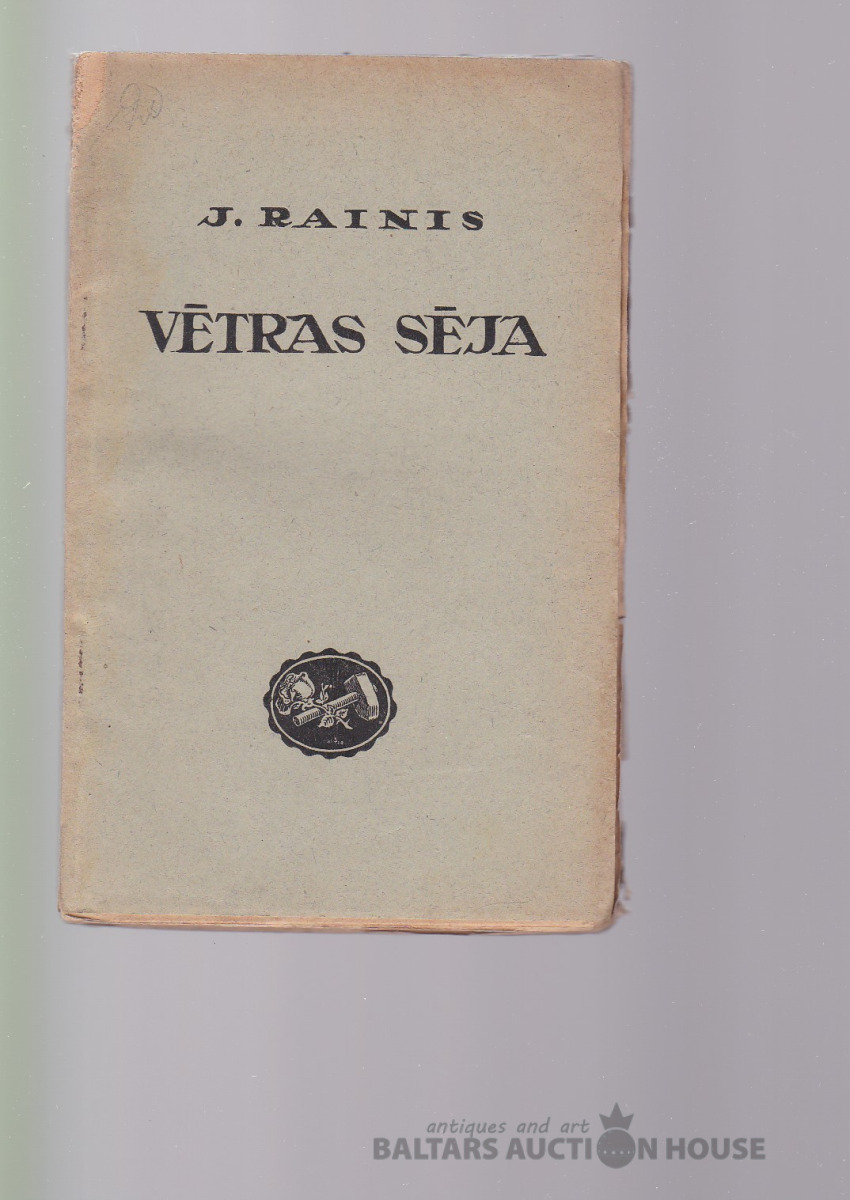 J. RAINIS
VĒTRAS SĒJA
antiques and art
BALTARS AUCTION HOUSE